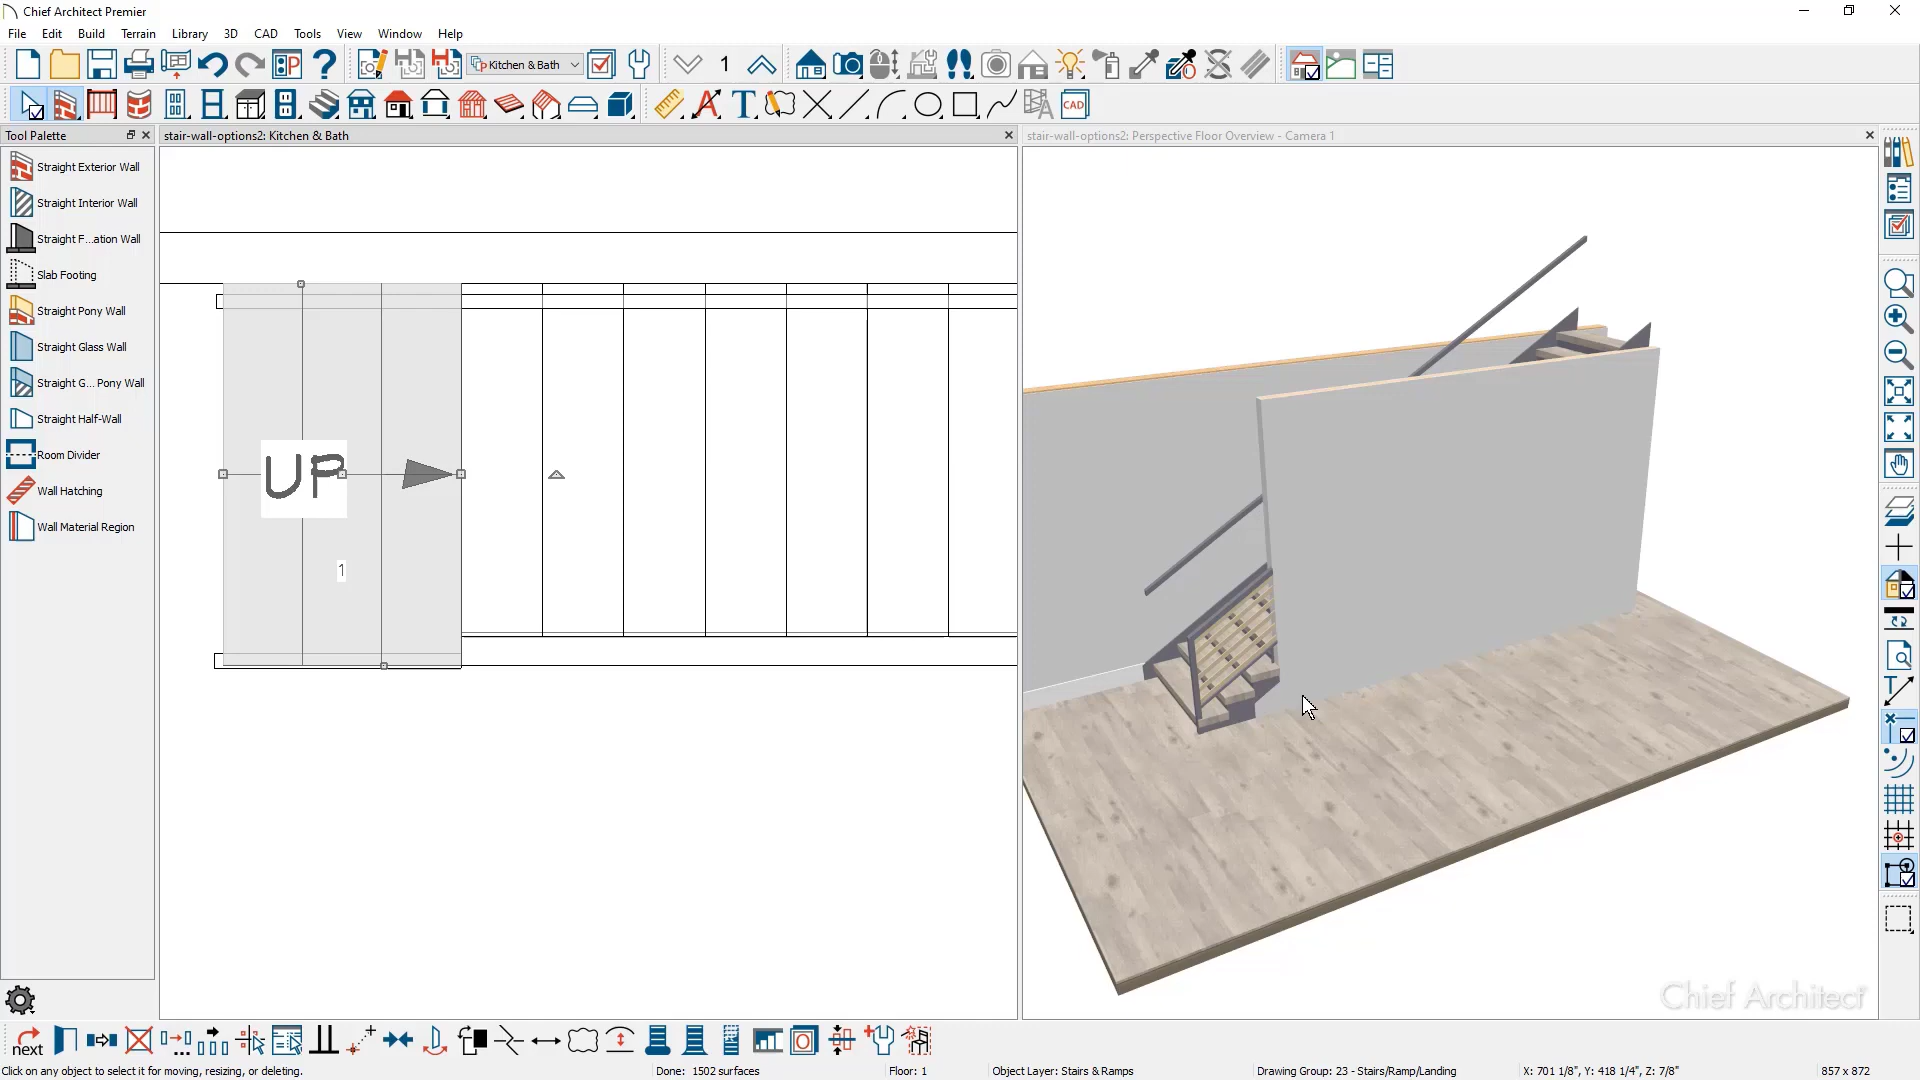 Chief Architect Premier
File Edit Build Terrain Library 3D CAD Tools View Window Help
Kitchen & Bath
1
CAD
Tool Palette
stair-wall-options2: Kitchen & Bath
stair-wall-options2: Perspective Floor Overview - Camera 1
Straight Exterior Wall
Straight Interior Wall
Straight F...ation Wall
Slab Footing
Straight Pony Wall
Straight Glass Wall
Straight G... Pony Wall
Straight Half-Wall
Room Divider
Wall Hatching
Wall Material Region
UP
1
Chief Architect
next
Click on any object to select it for moving, resizing, or deleting.
Done: 1502 surfaces
Floor: 1
Object Layer: Stairs & Ramps
Drawing Group: 23 - Stairs/Ramp/Landing
X: 701 1/8", Y: 418 1/4", Z: 7/8"
857 x 872